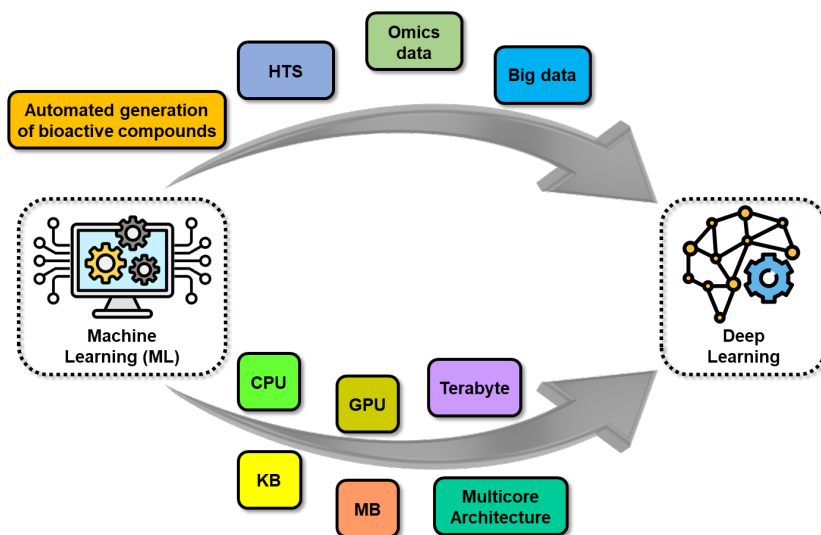 Omics
data
HTS
Big data
Automated generation
of bioactive compounds
Machine
Learning (ML)
Deep
Learning
CPU
GPU
Terabyte
KB
MB
Multicore
Architecture